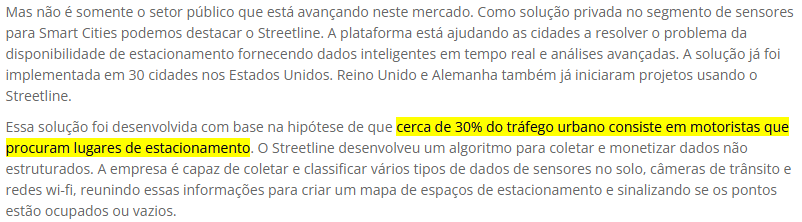 Mas não é somente o setor público que está avançando neste mercado. Como solução privada no segmento de sensores
para Smart Cities podemos destacar o Streetline. A plataforma está ajudando as cidades a resolver o problema da
disponibilidade de estacionamento fornecendo dados inteligentes em tempo real e análises avançadas. A solução já foi
implementada em 30 cidades nos Estados Unidos. Reino Unido e Alemanha também já iniciaram projetos usando o
Streetline.
Essa solução foi desenvolvida com base na hipótese de que cerca de 30% do tráfego urbano consiste em motoristas que
procuram lugares de estacionamento. O Streetline desenvolveu um algoritmo para coletar e monetizar dados não
estruturados. A empresa é capaz de coletar e classificar vários tipos de dados de sensores no solo, câmeras de trânsito e
redes wi-fi, reunindo essas informações para criar um mapa de espaços de estacionamento e sinalizando se os pontos
estão ocupados ou vazios.